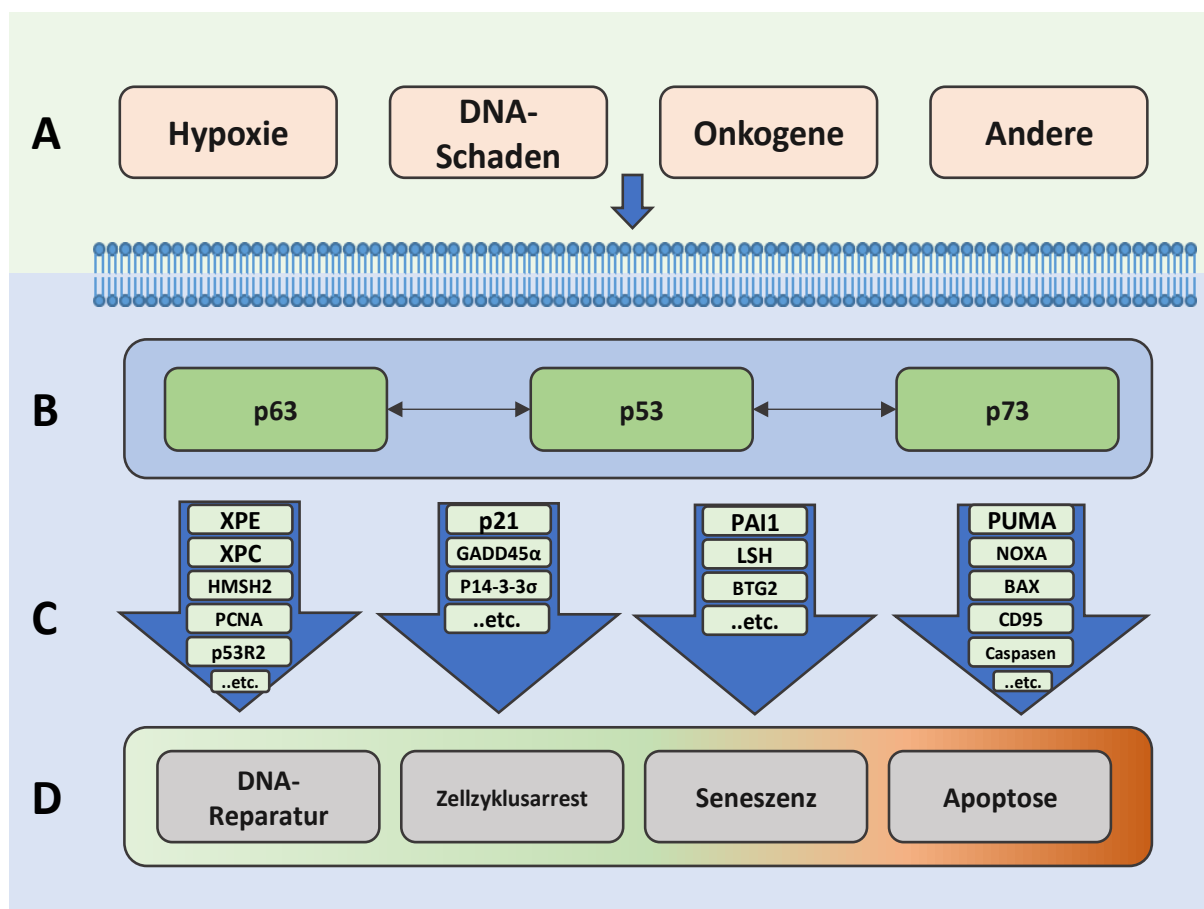 A
Hypoxie
DNA-
Schaden
Onkogene
Andere
B
p63
p53
p73
C
XPE
XPC
HMSH2
PCNA
p53R2
..etc.
p21
GADD45α
P14-3-3σ
..etc.
PAI1
LSH
BTG2
..etc.
PUMA
NOXA
BAX
CD95
Caspasen
..etc.
D
DNA-
Reparatur
Zellzyklusarrest
Seneszenz
Apoptose